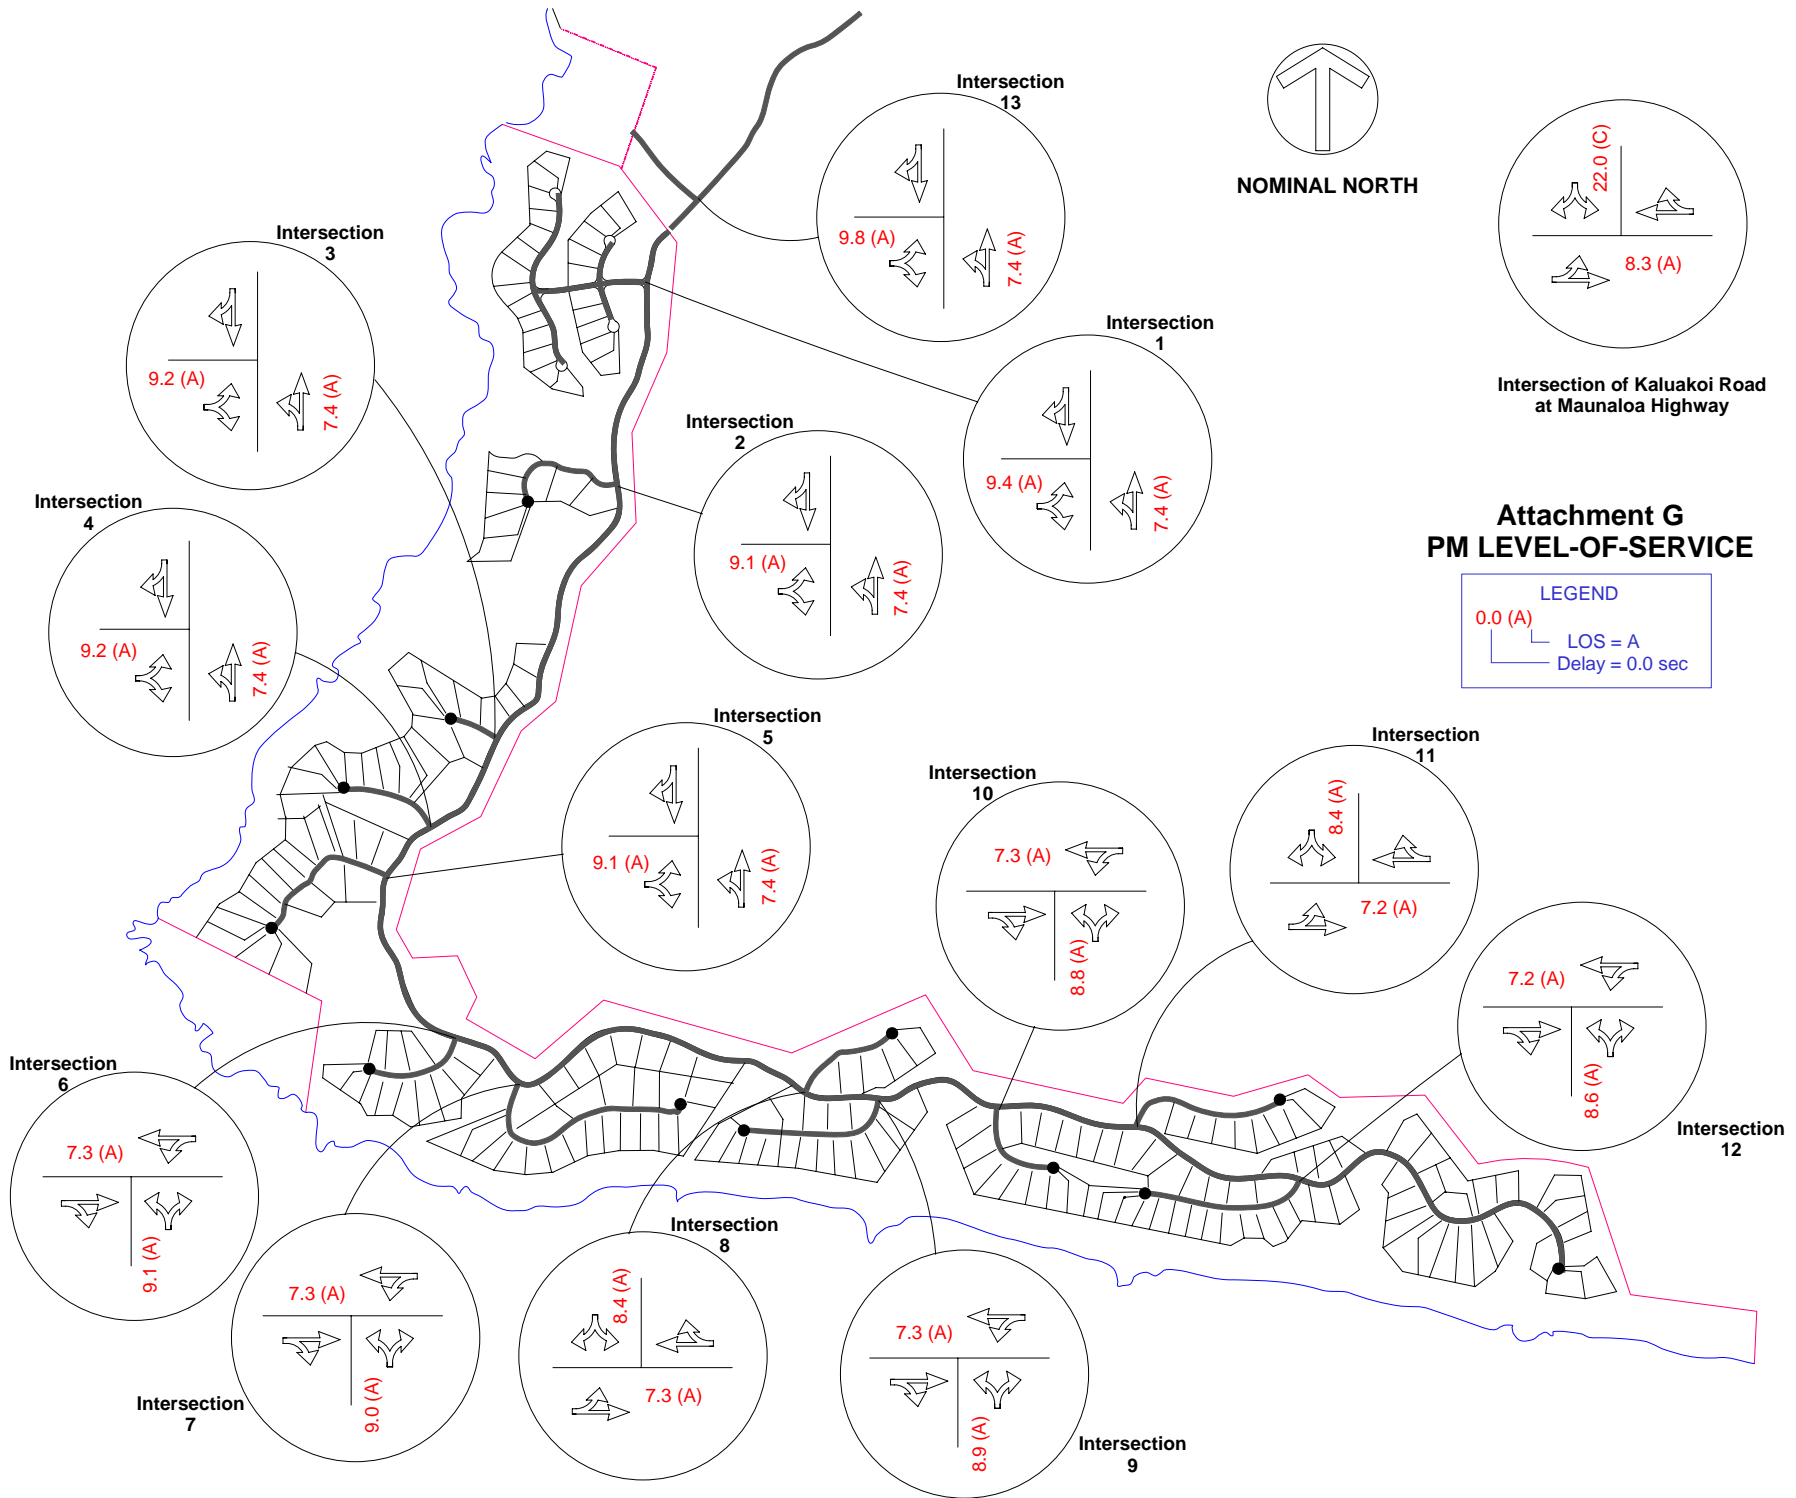 Intersection
13
9.8 (A)
7.4 (A)
NOMINAL NORTH
22.0 (C)
8.3 (A)
Intersection of Kaluakoi Road
at Maunaloa Highway
Intersection
3
9.2 (A)
7.4 (A)
Intersection
1
9.4 (A)
7.4 (A)
Intersection
2
9.1 (A)
7.4 (A)
Intersection
4
9.2 (A)
7.4 (A)
Attachment G
PM LEVEL-OF-SERVICE
LEGEND
0.0 (A)
LOS = A
Delay = 0.0 sec
Intersection
5
9.1 (A)
7.4 (A)
Intersection
10
7.3 (A)
8.8 (A)
Intersection
11
8.4 (A)
7.2 (A)
7.2 (A)
8.6 (A)
Intersection
12
Intersection
6
7.3 (A)
9.1 (A)
7.3 (A)
9.0 (A)
Intersection
7
Intersection
8
8.4 (A)
7.3 (A)
7.3 (A)
8.9 (A)
Intersection
9